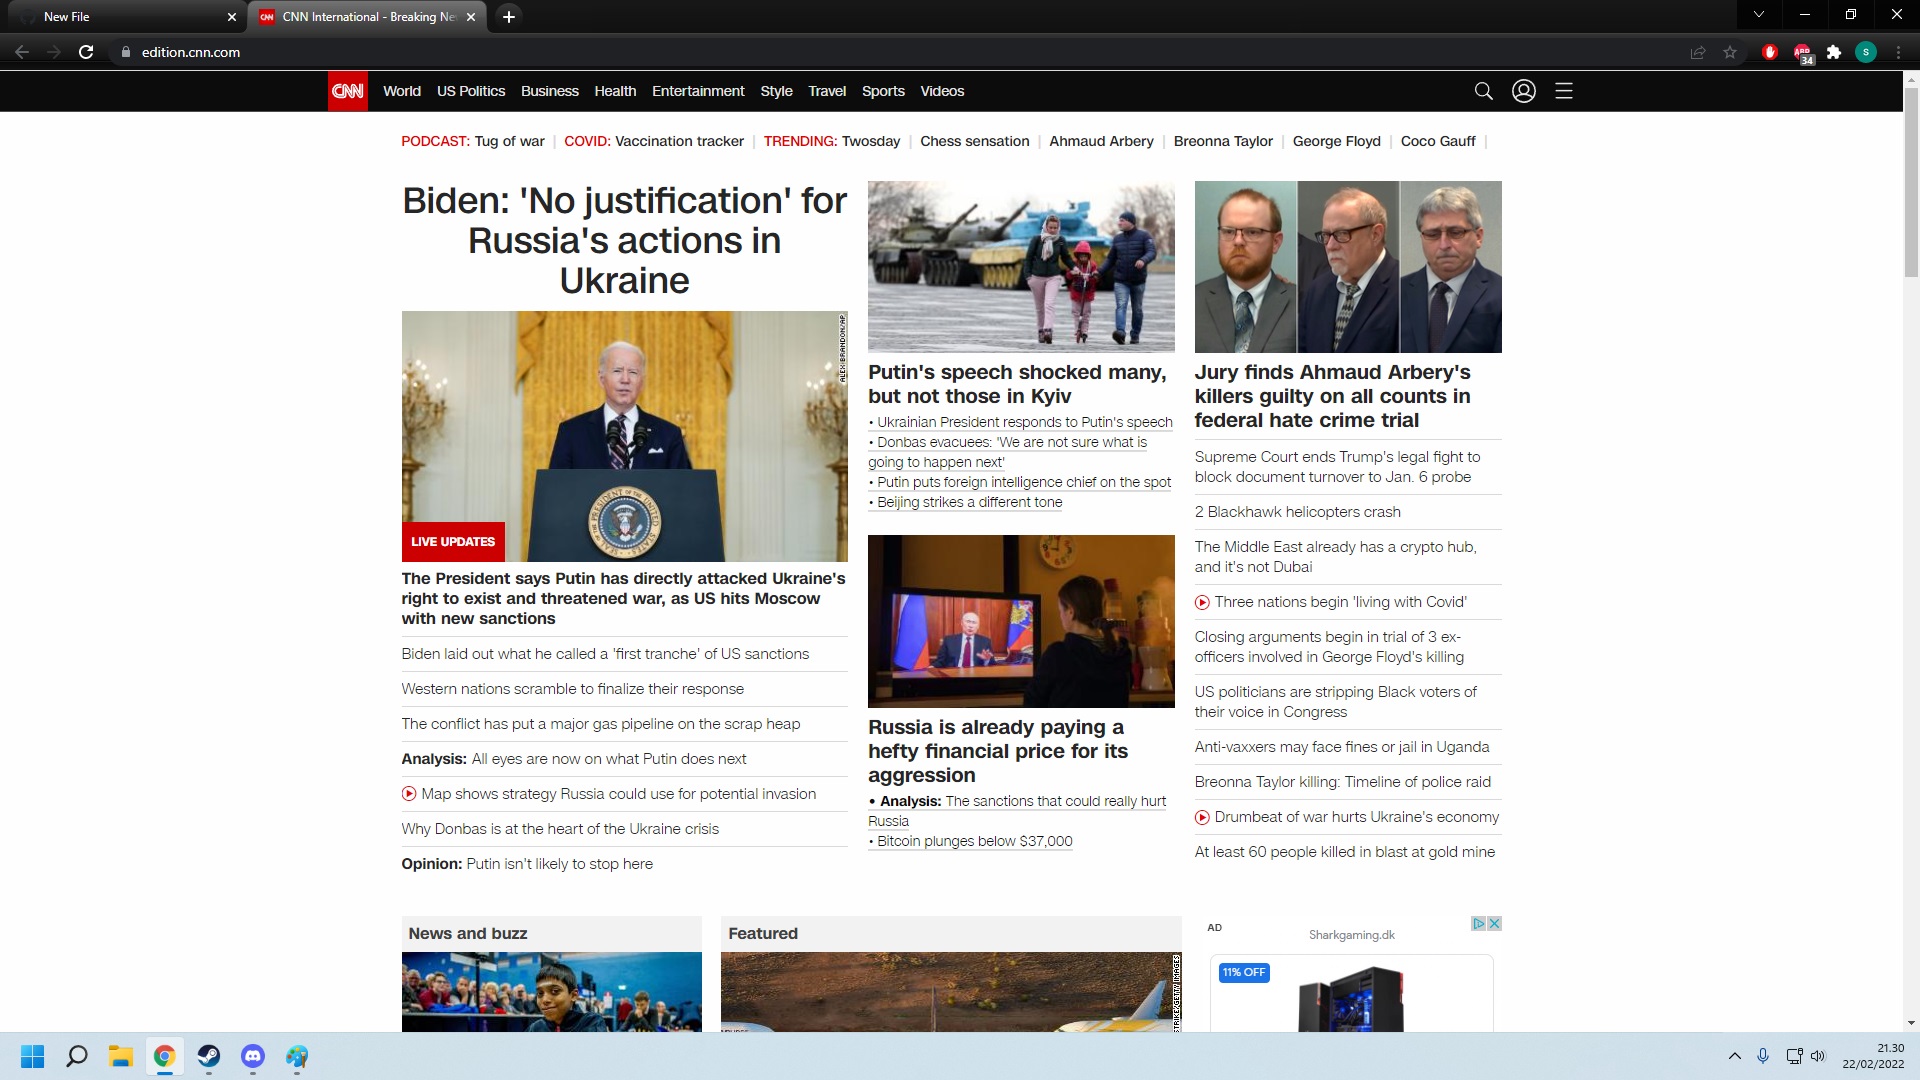 New File
CNN CNN International - Breaking Ne
edition.cnn.com
ABP
34
S
CNN World US Politics Business Health Entertainment Style Travel Sports Videos
PODCAST: Tug of war | COVID: Vaccination tracker | TRENDING: Twosday | Chess sensation | Ahmaud Arbery | Breonna Taylor | George Floyd | Coco Gauff |
Biden: 'No justification' for
Russia's actions in
Ukraine
ALEX BRANDON/AP
SEAL OF THE PRESIDENT OF THE UNITED STATES
LIVE UPDATES
The President says Putin has directly attacked Ukraine's
right to exist and threatened war, as US hits Moscow
with new sanctions
Biden laid out what he called a 'first tranche' of US sanctions
Western nations scramble to finalize their response
The conflict has put a major gas pipeline on the scrap heap
Analysis: All eyes are now on what Putin does next
Map shows strategy Russia could use for potential invasion
Why Donbas is at the heart of the Ukraine crisis
Opinion: Putin isn't likely to stop here
Putin's speech shocked many,
but not those in Kyiv
• Ukrainian President responds to Putin's speech
• Donbas evacuees: 'We are not sure what is
going to happen next'
• Putin puts foreign intelligence chief on the spot
• Beijing strikes a different tone
Russia is already paying a
hefty financial price for its
aggression
• Analysis: The sanctions that could really hurt
Russia
• Bitcoin plunges below $37,000
Jury finds Ahmaud Arbery's
killers guilty on all counts in
federal hate crime trial
Supreme Court ends Trump's legal fight to
block document turnover to Jan. 6 probe
2 Blackhawk helicopters crash
The Middle East already has a crypto hub,
and it's not Dubai
Three nations begin 'living with Covid'
Closing arguments begin in trial of 3 ex-
officers involved in George Floyd's killing
US politicians are stripping Black voters of
their voice in Congress
Anti-vaxxers may face fines or jail in Uganda
Breonna Taylor killing: Timeline of police raid
Drumbeat of war hurts Ukraine's economy
At least 60 people killed in blast at gold mine
News and buzz
Featured
STRIKE/GETTY IMAGES
AD
Sharkgaming.dk
11% OFF
21.30
22/02/2022